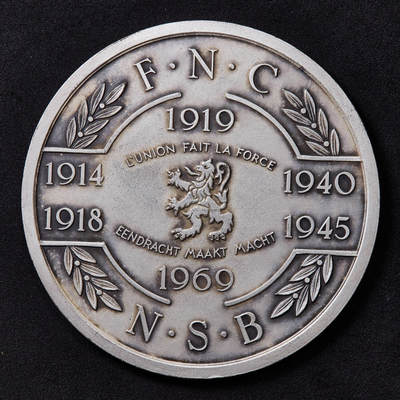 F·N·C
1919
L'UNION FAIT LA FORCE
1914 1940
1918 1945
EENDRACHT MAAKT MACHT
1969
N·S·B